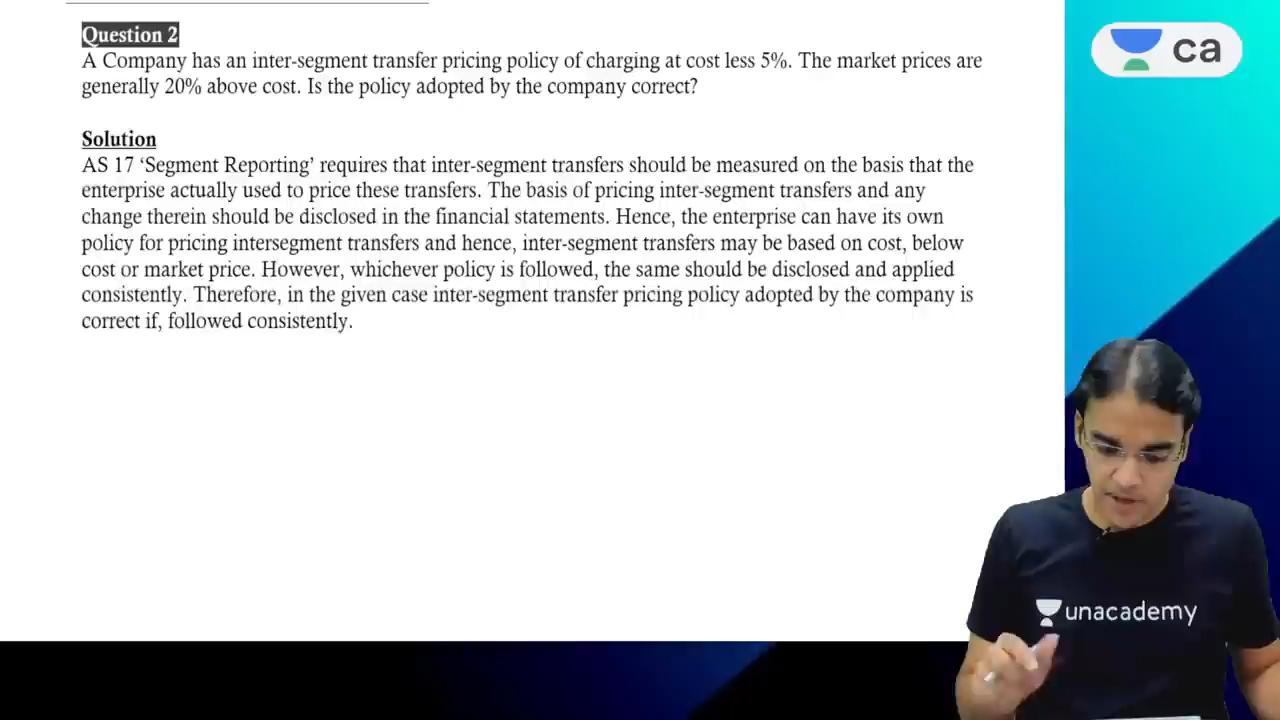 Question 2
A Company has an inter-segment transfer pricing policy of charging at cost less 5%. The market prices are
generally 20% above cost. Is the policy adopted by the company correct?
Solution
AS 17 ‘Segment Reporting’ requires that inter-segment transfers should be measured on the basis that the
enterprise actually used to price these transfers. The basis of pricing inter-segment transfers and any
change therein should be disclosed in the financial statements. Hence, the enterprise can have its own
policy for pricing intersegment transfers and hence, inter-segment transfers may be based on cost, below
cost or market price. However, whichever policy is followed, the same should be disclosed and applied
consistently. Therefore, in the given case inter-segment transfer pricing policy adopted by the company is
correct if, followed consistently.
ca
unacademy